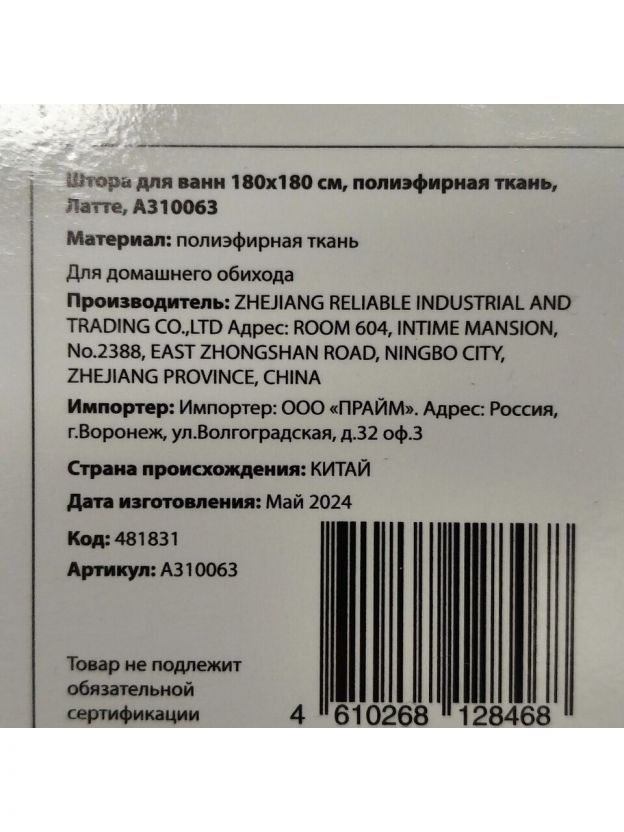 Штора для ванн 180х180 см, полиэфирная ткань,
Латте, А310063
Материал: полиэфирная ткань
Для домашнего обихода
Производитель: ZHEJIANG RELIABLE INDUSTRIAL AND
TRADING CO.,LTD Адрес: ROOM 604, INTIME MANSION,
No.2388, EAST ZHONGSHAN ROAD, NINGBO CITY,
ZHEJIANG PROVINCE, CHINA
Импортер: Импортер: ООО «ПРАЙМ». Адрес: Россия,
г.Воронеж, ул.Волгоградская, д.32 оф.3
Страна происхождения: КИТАЙ
Дата изготовления: Май 2024
Код: 481831
Артикул: А310063
Товар не подлежит
обязательной
сертификации
4 610268 128468